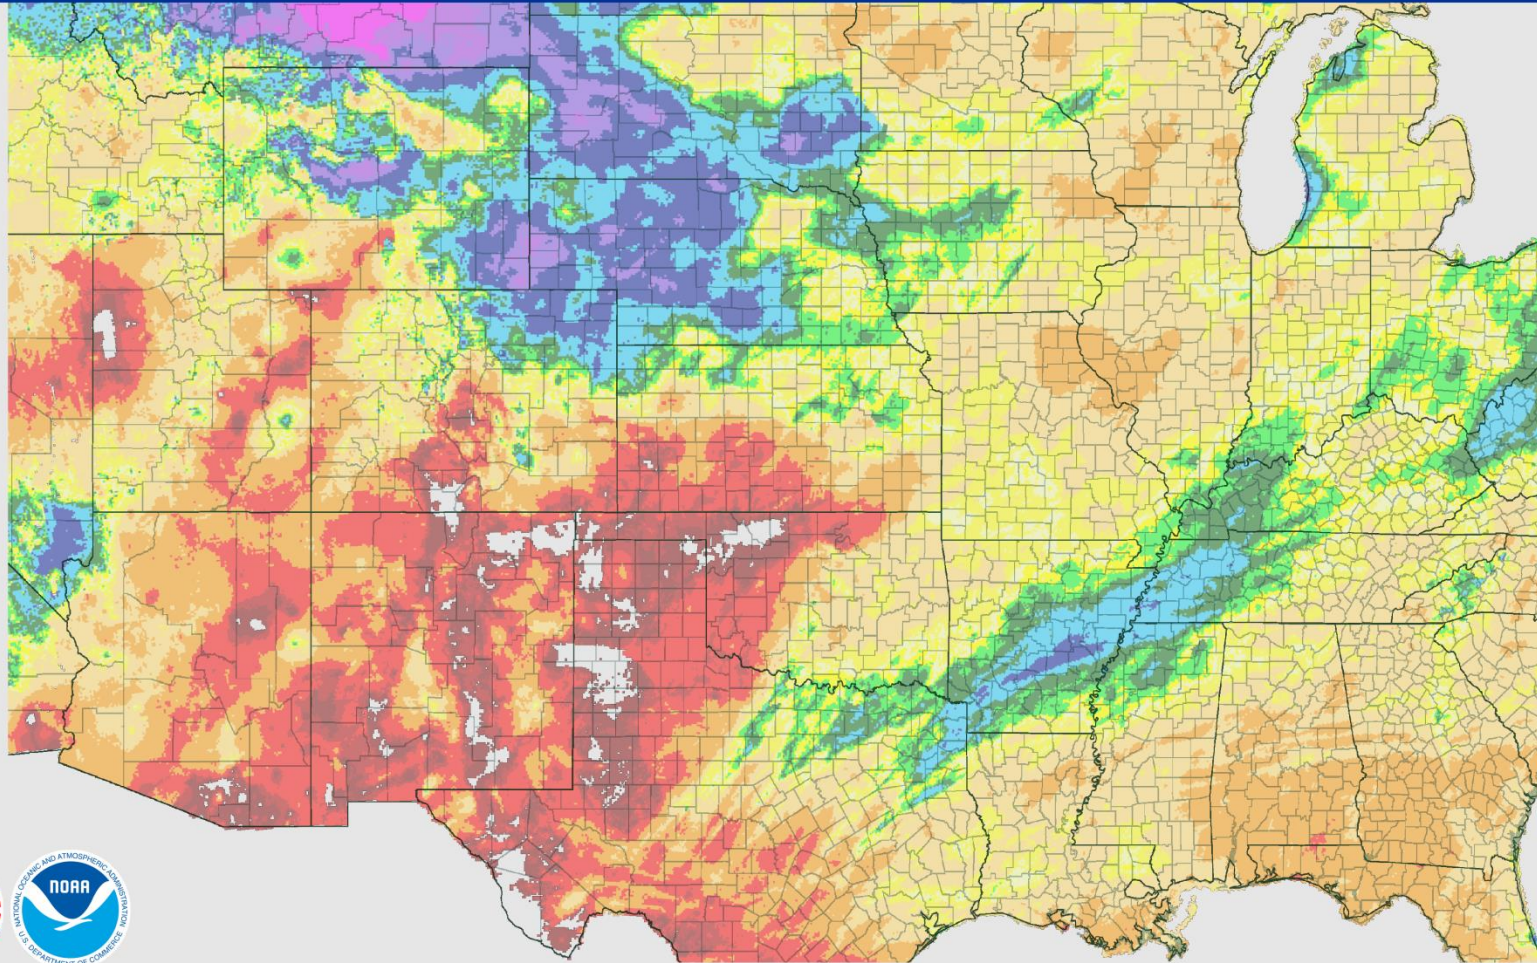 NATIONAL OCEANIC AND ATMOSPHERIC ADMINISTRATION
NOAA
U.S. DEPARTMENT OF COMMERCE